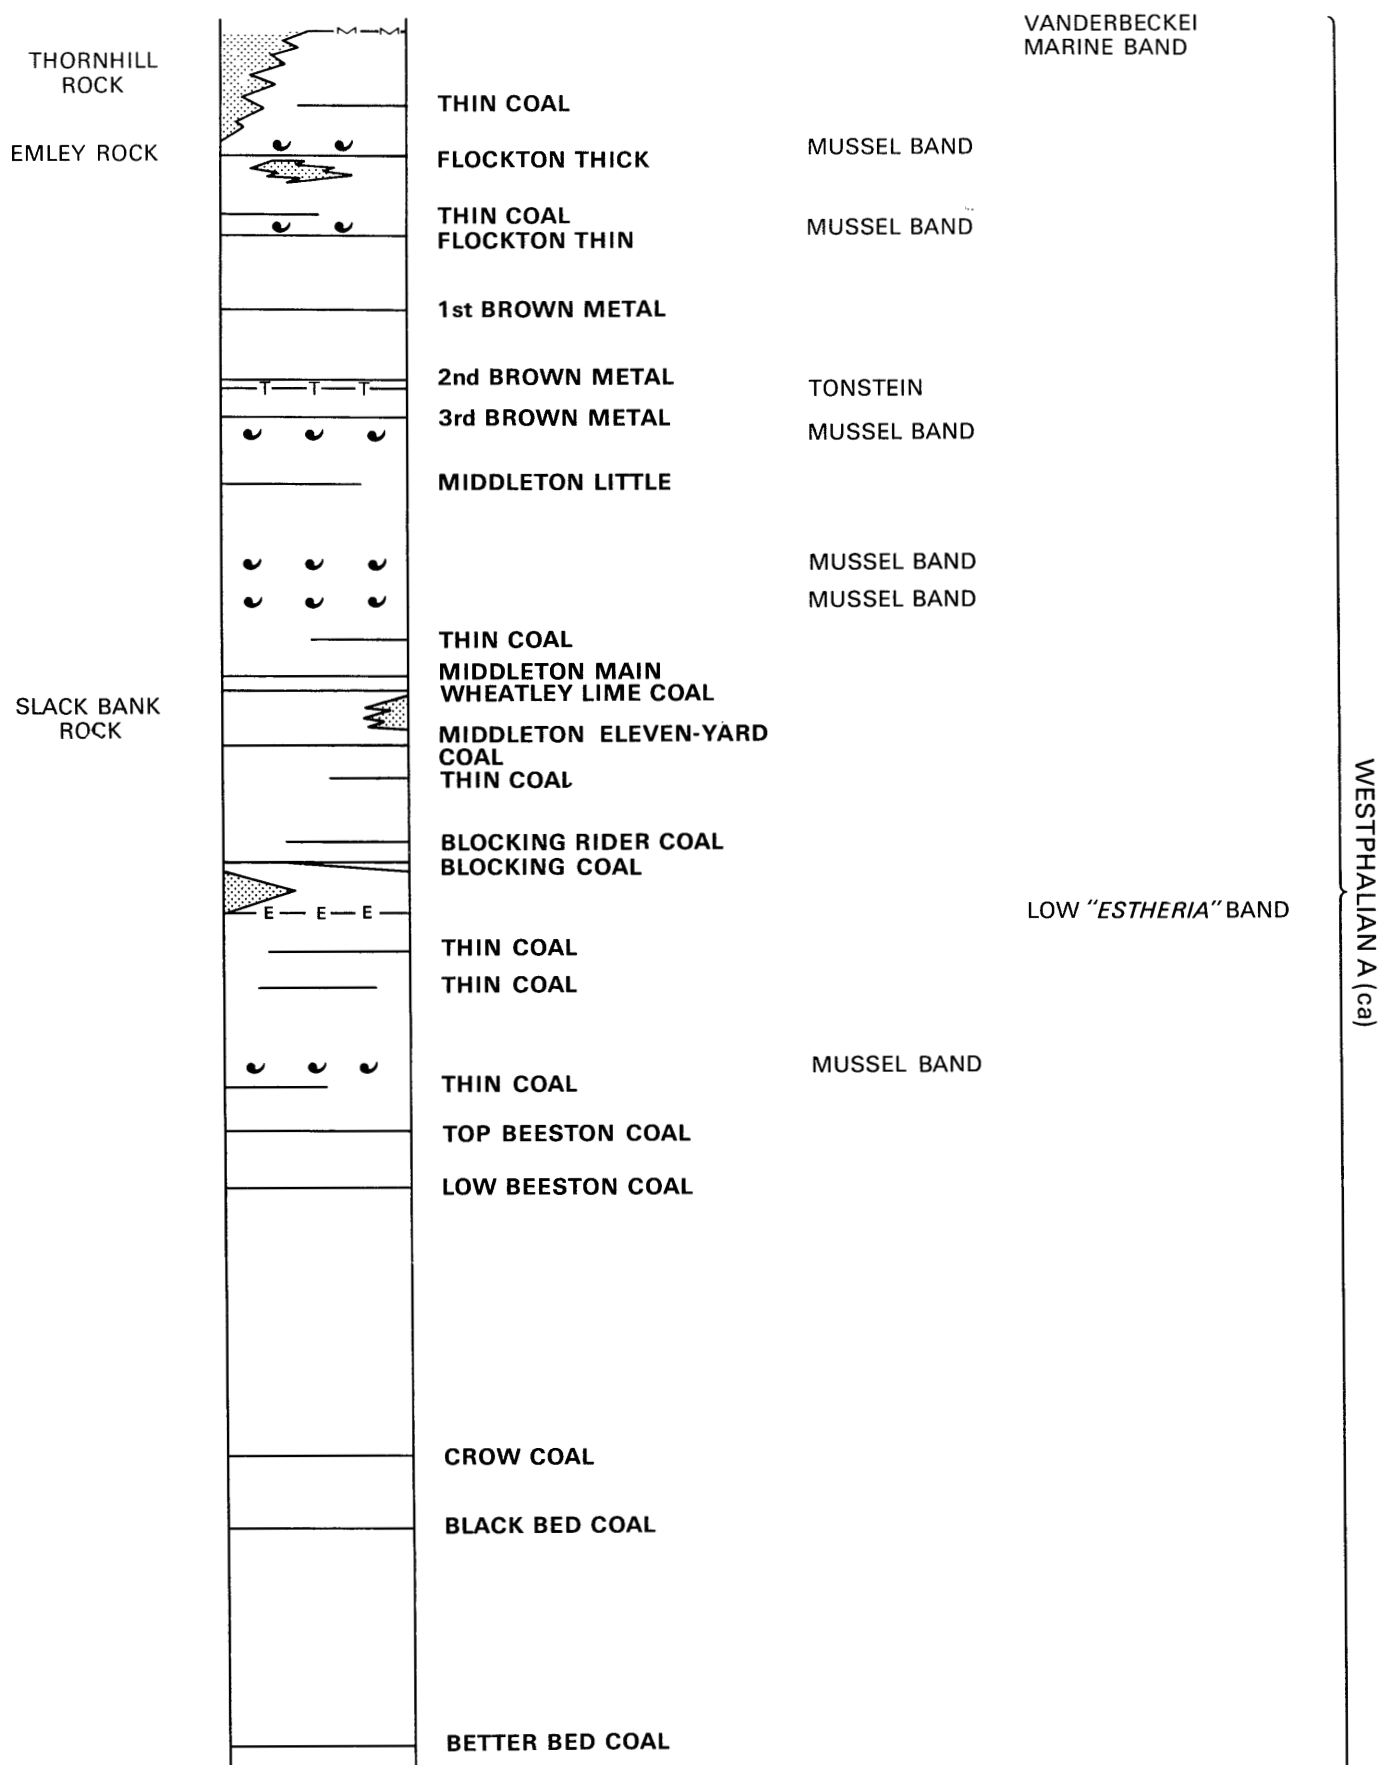 VANDERBECKEI
MARINE BAND
THORNHILL
ROCK
THIN COAL
EMLEY ROCK
FLOCKTON THICK
MUSSEL BAND
THIN COAL
FLOCKTON THIN
MUSSEL BAND
1st BROWN METAL
2nd BROWN METAL
T T T
TONSTEIN
3rd BROWN METAL
MUSSEL BAND
MIDDLETON LITTLE
MUSSEL BAND
MUSSEL BAND
THIN COAL
MIDDLETON MAIN
WHEATLEY LIME COAL
SLACK BANK
ROCK
MIDDLETON ELEVEN-YARD
COAL
THIN COAL
BLOCKING RIDER COAL
BLOCKING COAL
E E E
LOW "ESTHERIA" BAND
THIN COAL
THIN COAL
MUSSEL BAND
THIN COAL
TOP BEESTON COAL
LOW BEESTON COAL
CROW COAL
BLACK BED COAL
BETTER BED COAL
WESTPHALIAN A (ca)
M M